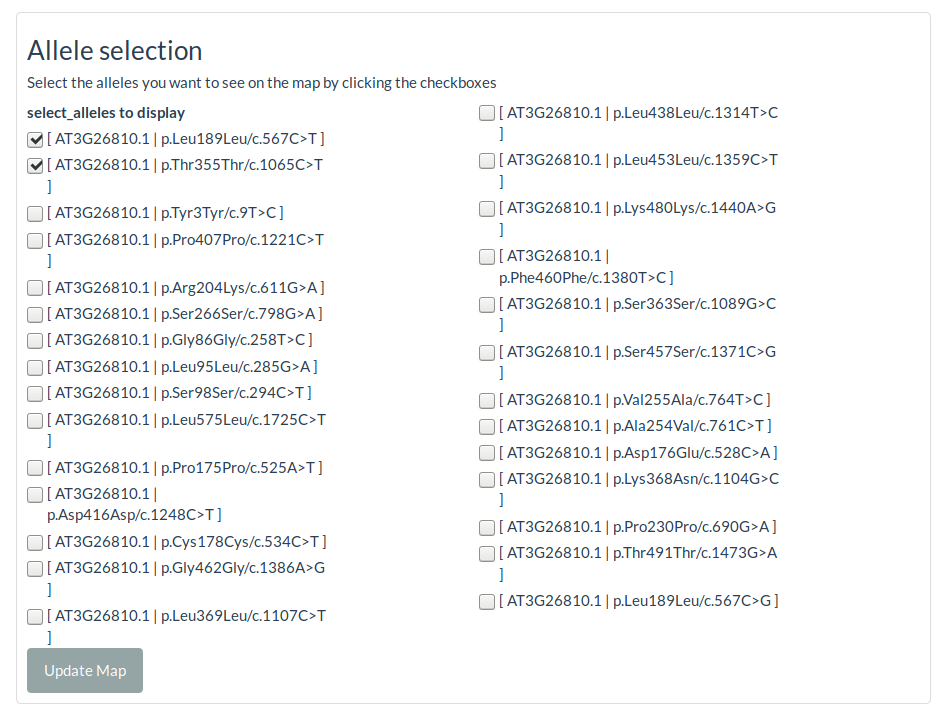 Allele selection
Select the alleles you want to see on the map by clicking the checkboxes
select_alleles to display
[ AT3G26810.1 | p.Leu189Leu/c.567C>T ]
[ AT3G26810.1 | p.Thr355Thr/c.1065C>T
]
[ AT3G26810.1 | p.Tyr3Tyr/c.9T>C ]
[ AT3G26810.1 | p.Pro407Pro/c.1221C>T
]
[ AT3G26810.1 | p.Arg204Lys/c.611G>A ]
[ AT3G26810.1 | p.Ser266Ser/c.798G>A ]
[ AT3G26810.1 | p.Gly86Gly/c.258T>C ]
[ AT3G26810.1 | p.Leu95Leu/c.285G>A ]
[ AT3G26810.1 | p.Ser98Ser/c.294C>T ]
[ AT3G26810.1 | p.Leu575Leu/c.1725C>T
]
[ AT3G26810.1 | p.Pro175Pro/c.525A>T ]
[ AT3G26810.1 |
p.Asp416Asp/c.1248C>T ]
[ AT3G26810.1 | p.Cys178Cys/c.534C>T ]
[ AT3G26810.1 | p.Gly462Gly/c.1386A>G
]
[ AT3G26810.1 | p.Leu369Leu/c.1107C>T
]
[ AT3G26810.1 | p.Leu438Leu/c.1314T>C
]
[ AT3G26810.1 | p.Leu453Leu/c.1359C>T
]
[ AT3G26810.1 | p.Lys480Lys/c.1440A>G
]
[ AT3G26810.1 |
p.Phe460Phe/c.1380T>C ]
[ AT3G26810.1 | p.Ser363Ser/c.1089G>C
]
[ AT3G26810.1 | p.Ser457Ser/c.1371C>G
]
[ AT3G26810.1 | p.Val255Ala/c.764T>C ]
[ AT3G26810.1 | p.Ala254Val/c.761C>T ]
[ AT3G26810.1 | p.Asp176Glu/c.528C>A ]
[ AT3G26810.1 | p.Lys368Asn/c.1104G>C
]
[ AT3G26810.1 | p.Pro230Pro/c.690G>A ]
[ AT3G26810.1 | p.Thr491Thr/c.1473G>A
]
[ AT3G26810.1 | p.Leu189Leu/c.567C>G ]
Update Map